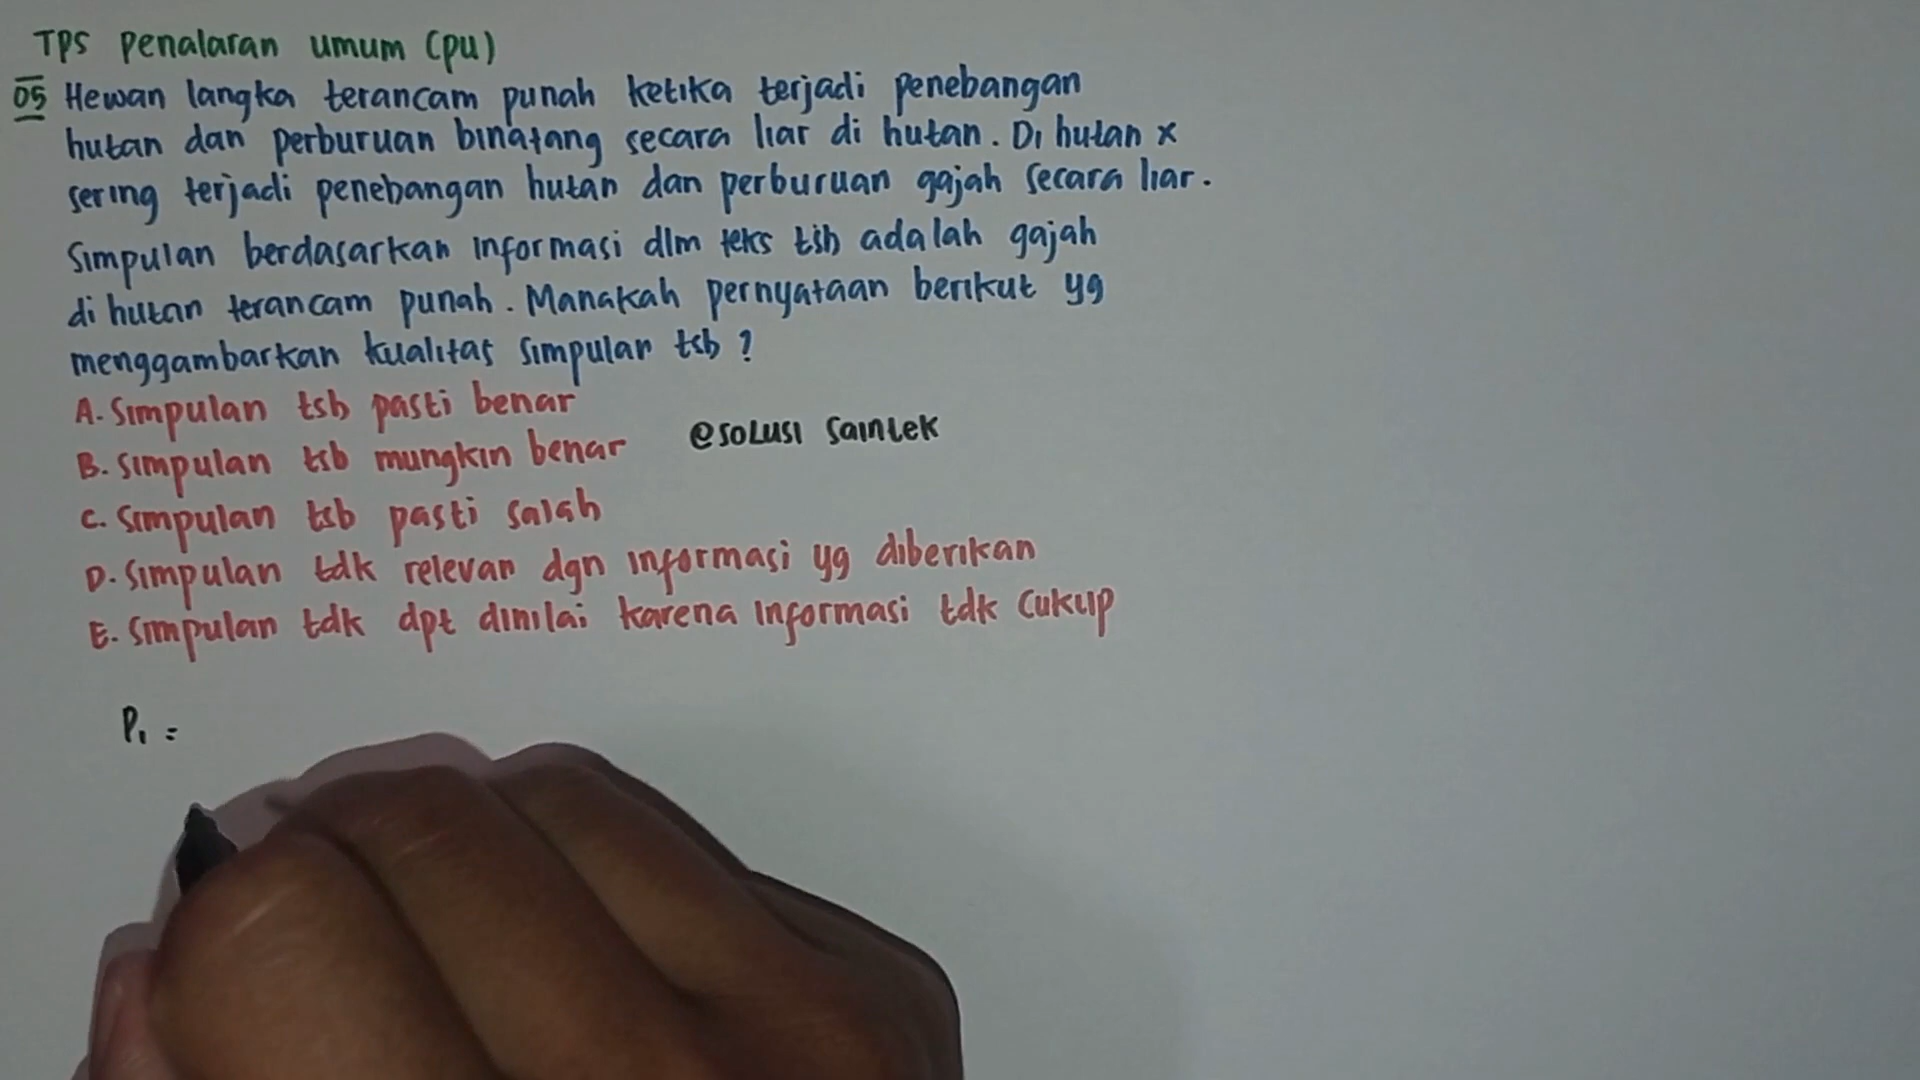 TPS penalaran umum (pu)
05 Hewan langka terancam punah ketika terjadi penebangan
hutan dan perburuan binatang secara liar di hutan. Di hutan x
sering terjadi penebangan hutan dan perburuan gajah secara liar.
Simpulan berdasarkan informasi dlm teks tsb adalah gajah
di hutan terancam punah. Manakah pernyataan berikut yg
menggambarkan kualitas simpulan tsb ?
A. Simpulan tsb pasti benar
B. Simpulan tsb mungkin benar
@solusi saintek
C. Simpulan tsb pasti salah
D. Simpulan tdk relevan dgn informasi yg diberikan
E. Simpulan tdk dpt dinilai karena informasi tdk cukup
P₁ =